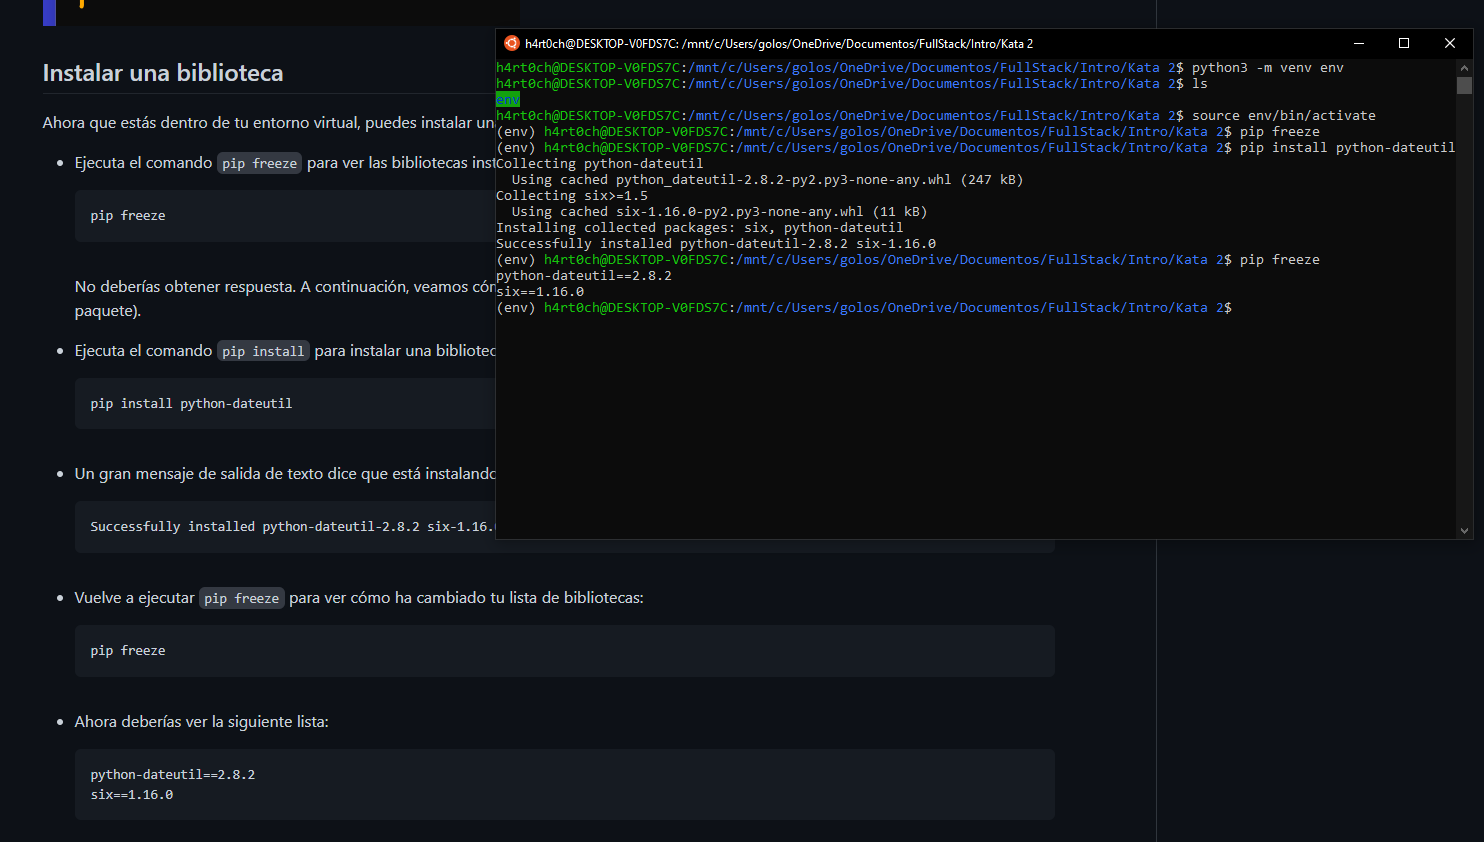 Instalar una biblioteca
Ahora que estás dentro de tu entorno virtual, puedes instalar un
Ejecuta el comando pip freeze para ver las bibliotecas inst
pip freeze
No deberías obtener respuesta. A continuación, veamos cóm
paquete).
Ejecuta el comando pip install para instalar una bibliotec
pip install python-dateutil
Un gran mensaje de salida de texto dice que está instalando
Successfully installed python-dateutil-2.8.2 six-1.16.
Vuelve a ejecutar pip freeze para ver cómo ha cambiado tu lista de bibliotecas:
pip freeze
Ahora deberías ver la siguiente lista:
python-dateutil==2.8.2
six==1.16.0
h4rt0ch@DESKTOP-V0FDS7C: /mnt/c/Users/golos/OneDrive/Documentos/FullStack/Intro/Kata 2
h4rt0ch@DESKTOP-V0FDS7C:/mnt/c/Users/golos/OneDrive/Documentos/FullStack/Intro/Kata 2$ python3 -m venv env
h4rt0ch@DESKTOP-V0FDS7C:/mnt/c/Users/golos/OneDrive/Documentos/FullStack/Intro/Kata 2$ ls
env
h4rt0ch@DESKTOP-V0FDS7C:/mnt/c/Users/golos/OneDrive/Documentos/FullStack/Intro/Kata 2$ source env/bin/activate
(env) h4rt0ch@DESKTOP-V0FDS7C:/mnt/c/Users/golos/OneDrive/Documentos/FullStack/Intro/Kata 2$ pip freeze
(env) h4rt0ch@DESKTOP-V0FDS7C:/mnt/c/Users/golos/OneDrive/Documentos/FullStack/Intro/Kata 2$ pip install python-dateutil
Collecting python-dateutil
Using cached python_dateutil-2.8.2-py2.py3-none-any.whl (247 kB)
Collecting six>=1.5
Using cached six-1.16.0-py2.py3-none-any.whl (11 kB)
Installing collected packages: six, python-dateutil
Successfully installed python-dateutil-2.8.2 six-1.16.0
(env) h4rt0ch@DESKTOP-V0FDS7C:/mnt/c/Users/golos/OneDrive/Documentos/FullStack/Intro/Kata 2$ pip freeze
python-dateutil==2.8.2
six==1.16.0
(env) h4rt0ch@DESKTOP-V0FDS7C:/mnt/c/Users/golos/OneDrive/Documentos/FullStack/Intro/Kata 2$